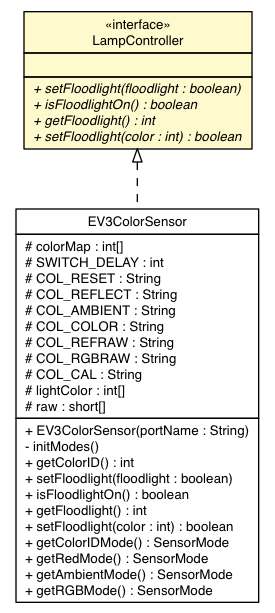 «interface»
LampController
+ setFloodlight(floodlight : boolean)
+ isFloodlightOn() : boolean
+ getFloodlight() : int
+ setFloodlight(color : int) : boolean
EV3ColorSensor
# colorMap : int[]
# SWITCH_DELAY : int
# COL_RESET : String
# COL_REFLECT : String
# COL_AMBIENT : String
# COL_COLOR : String
# COL_REFRAW : String
# COL_RGBRAW : String
# COL_CAL : String
# lightColor : int[]
# raw : short[]
+ EV3ColorSensor(portName : String)
- initModes()
+ getColorID() : int
+ setFloodlight(floodlight : boolean)
+ isFloodlightOn() : boolean
+ getFloodlight() : int
+ setFloodlight(color : int) : boolean
+ getColorIDMode() : SensorMode
+ getRedMode() : SensorMode
+ getAmbientMode() : SensorMode
+ getRGBMode() : SensorMode